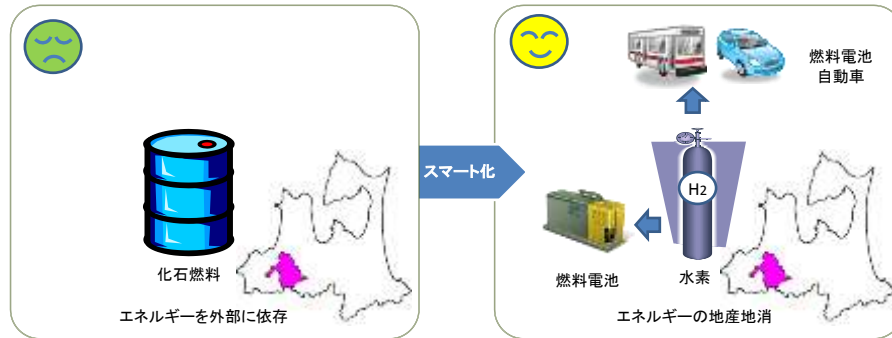 化石燃料
エネルギーを外部に依存
スマート化
燃料電池
自動車
H2
燃料電池
水素
エネルギーの地産地消